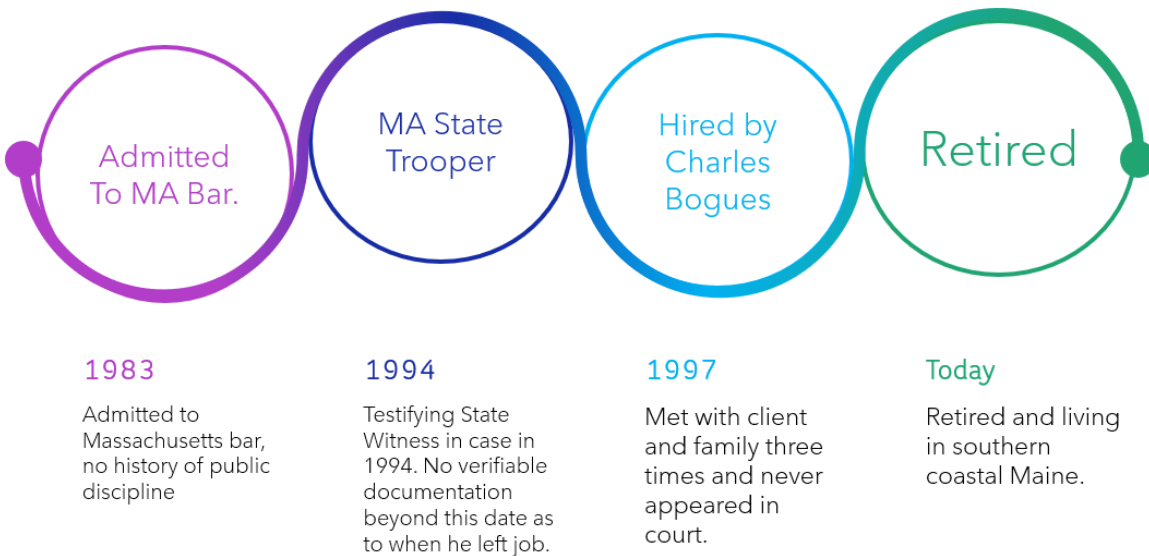 Admitted
To MA Bar.
MA State
Trooper
Hired by
Charles
Bogues
Retired
1983
Admitted to
Massachusetts bar,
no history of public
discipline
1994
Testifying State
Witness in case in
1994. No verifiable
documentation
beyond this date as
to when he left job.
1997
Met with client
and family three
times and never
appeared in
court.
Today
Retired and living
in southern
coastal Maine.